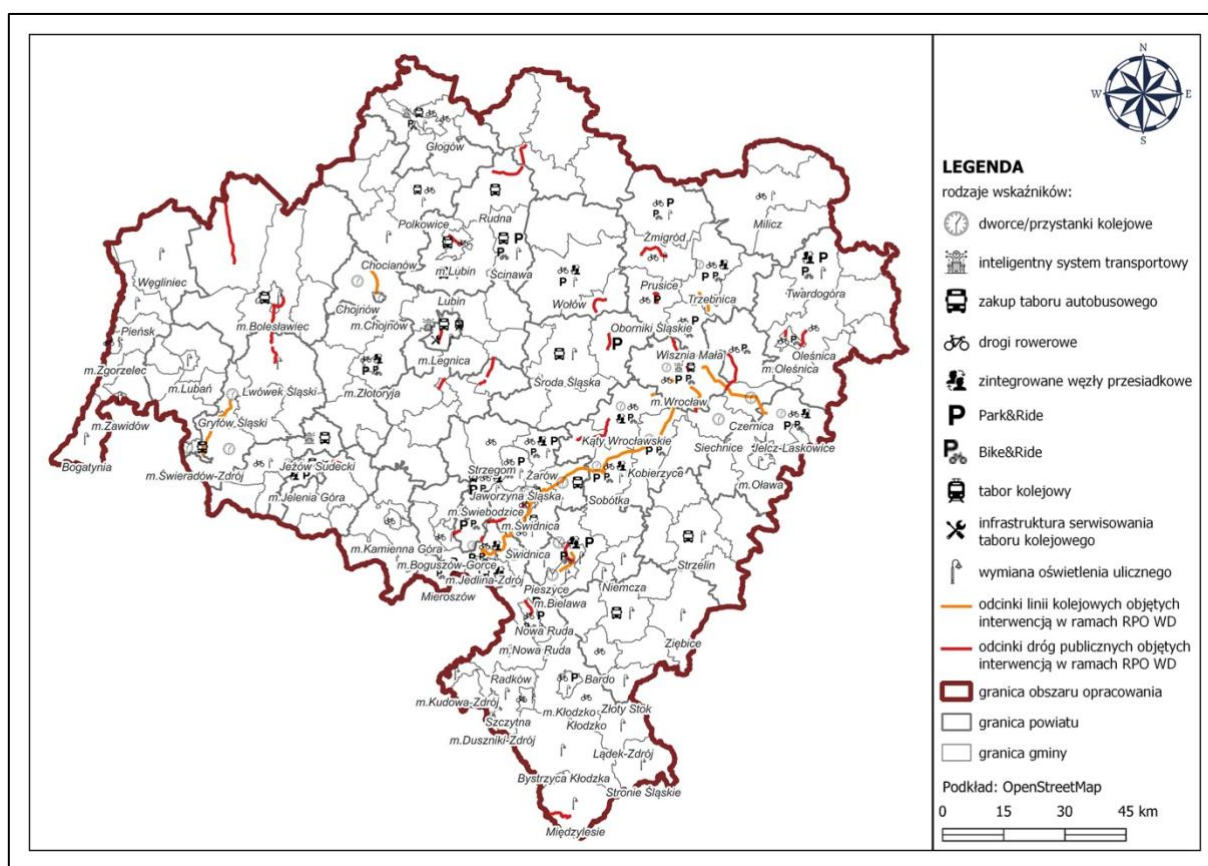 Głogów
Polkowice
Rudna
m.Lubin
Ścinawa
Chocianów
Lubin
Chojnów
m.Chojnów
m.Legnica
Węgliniec
Pieńsk
m.Zgorzelec
m.Bolesławiec
m.Lubań
Lwówek Śląski
m.Złotoryja
m.Zawidów
Gryfów Śląski
Bogatynia
m.Świeradów-Zdrój
Jeżów Sudecki
m.Jelenia Góra
Milicz
Żmigród
Prusice
Trzebnica
Twardogóra
Wołów
Oborniki Śląskie
Oleśnica
m.Oleśnica
Wisznia Mała
Środa Śląska
m.Wrocław
Czernica
Kąty Wrocławskie
Siechnice
Jelcz-Laskowice
Kobierzyce
m.Oława
Strzegom
Żarów
Sobótka
Jaworzyna Śląska
m.Świebodzice
m.Świdnica
m.Kamienna Góra
Świdnica
m.Boguszów-Gorce
m.Jedlina-Zdrój
Mieroszów
Pieszyce
m.Bielawa
Niemcza
Strzelin
Nowa Ruda
m.Nowa Ruda
Ziębice
Radków
Bardo
m.Kudowa-Zdrój
m.Kłodzko
Złoty Stok
Szczytna
Kłodzko
m.Duszniki-Zdrój
Lądek-Zdrój
Bystrzyca Kłodzka
Stronie Śląskie
Międzylesie
N
W
E
S
LEGENDA
rodzaje wskaźników:
dworce/przystanki kolejowe
inteligentny system transportowy
zakup taboru autobusowego
drogi rowerowe
zintegrowane węzły przesiadkowe
P Park&Ride
P Bike&Ride
tabor kolejowy
infrastruktura serwisowania
taboru kolejowego
wymiana oświetlenia ulicznego
odcinki linii kolejowych objętych
interwencją w ramach RPO WD
odcinki dróg publicznych objętych
interwencją w ramach RPO WD
granica obszaru opracowania
granica powiatu
granica gminy
Podkład: OpenStreetMap
0 15 30 45 km